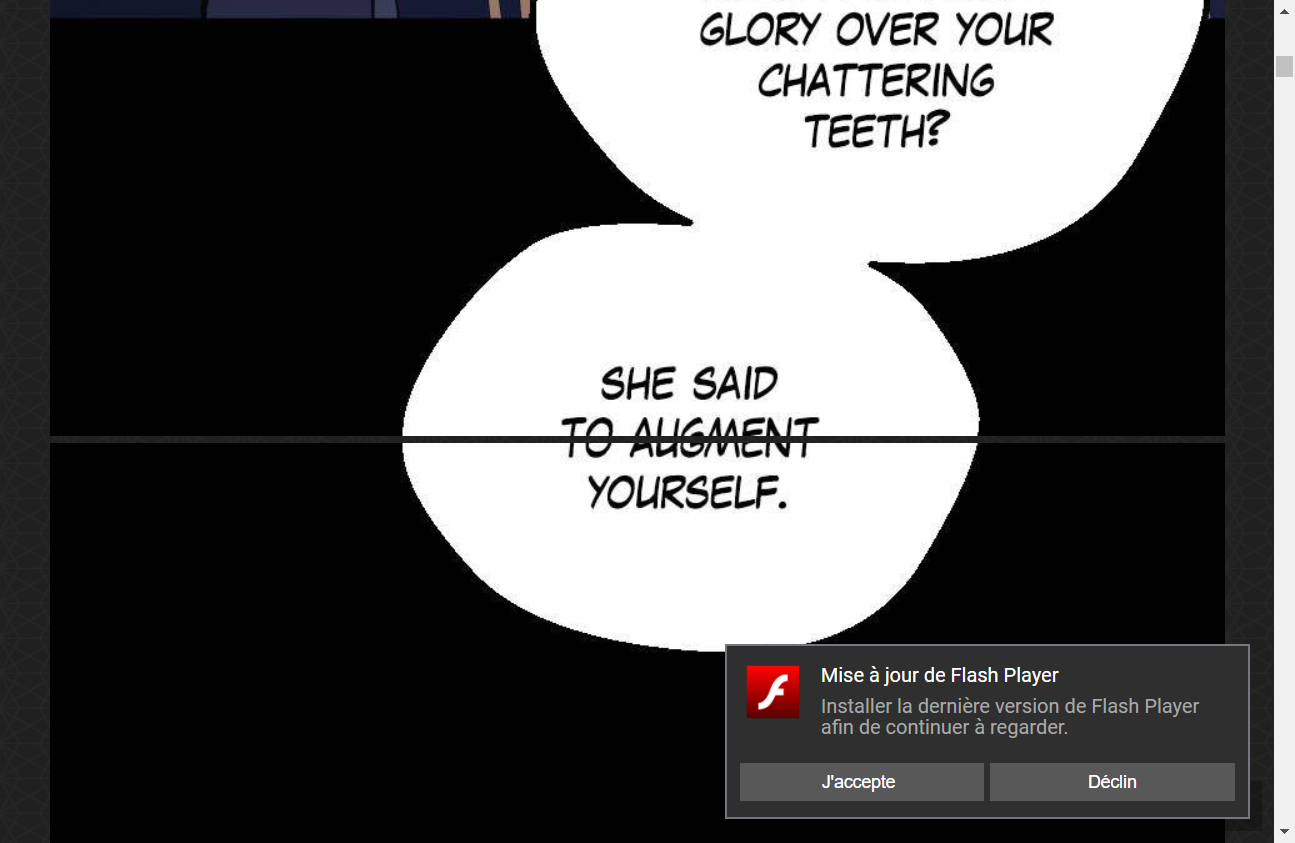 GLORY OVER YOUR
CHATTERING
TEETH?
SHE SAID
TO AUGMENT
YOURSELF.
Mise à jour de Flash Player
Installer la dernière version de Flash Player
afin de continuer à regarder.
J'accepte
Déclin